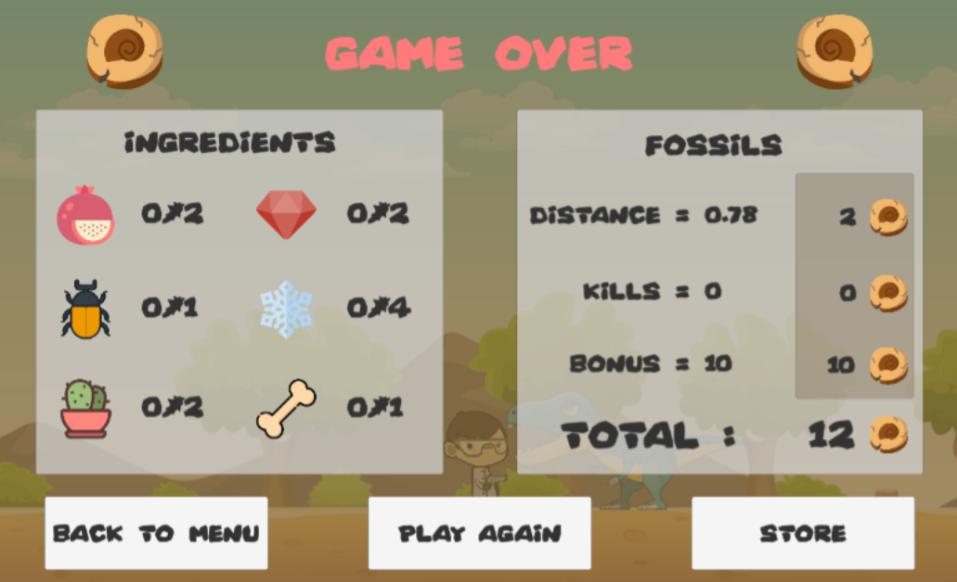 GAME OVER
INGREDIENTS
0/2 0/2
0/1 0/4
0/2 0/1
FOSSILS
DISTANCE = 0.78 2
KILLS = 0 0
BONUS = 10 10
TOTAL : 12
BACK TO MENU
PLAY AGAIN
STORE